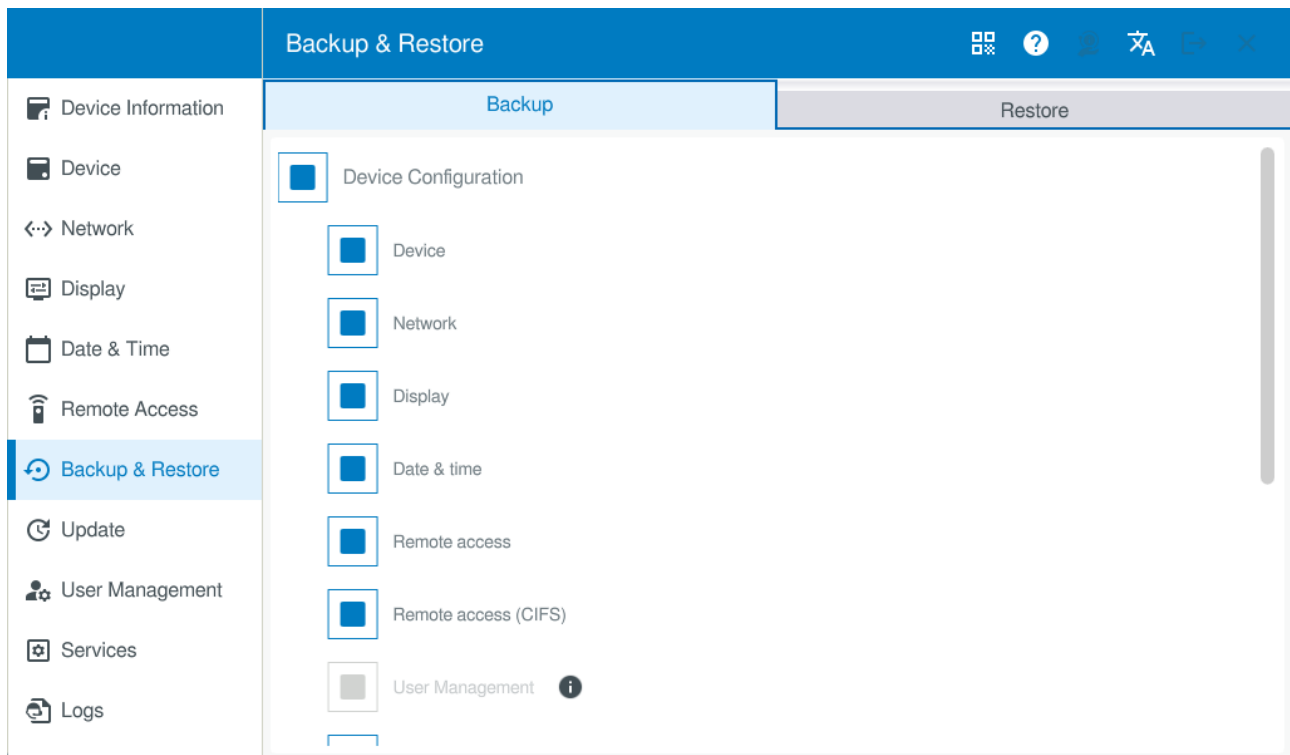 Backup & Restore
Device Information
Device
Network
Display
Date & Time
Remote Access
Backup & Restore
Update
User Management
Services
Logs
Backup
Restore
Device Configuration
Device
Network
Display
Date & time
Remote access
Remote access (CIFS)
User Management